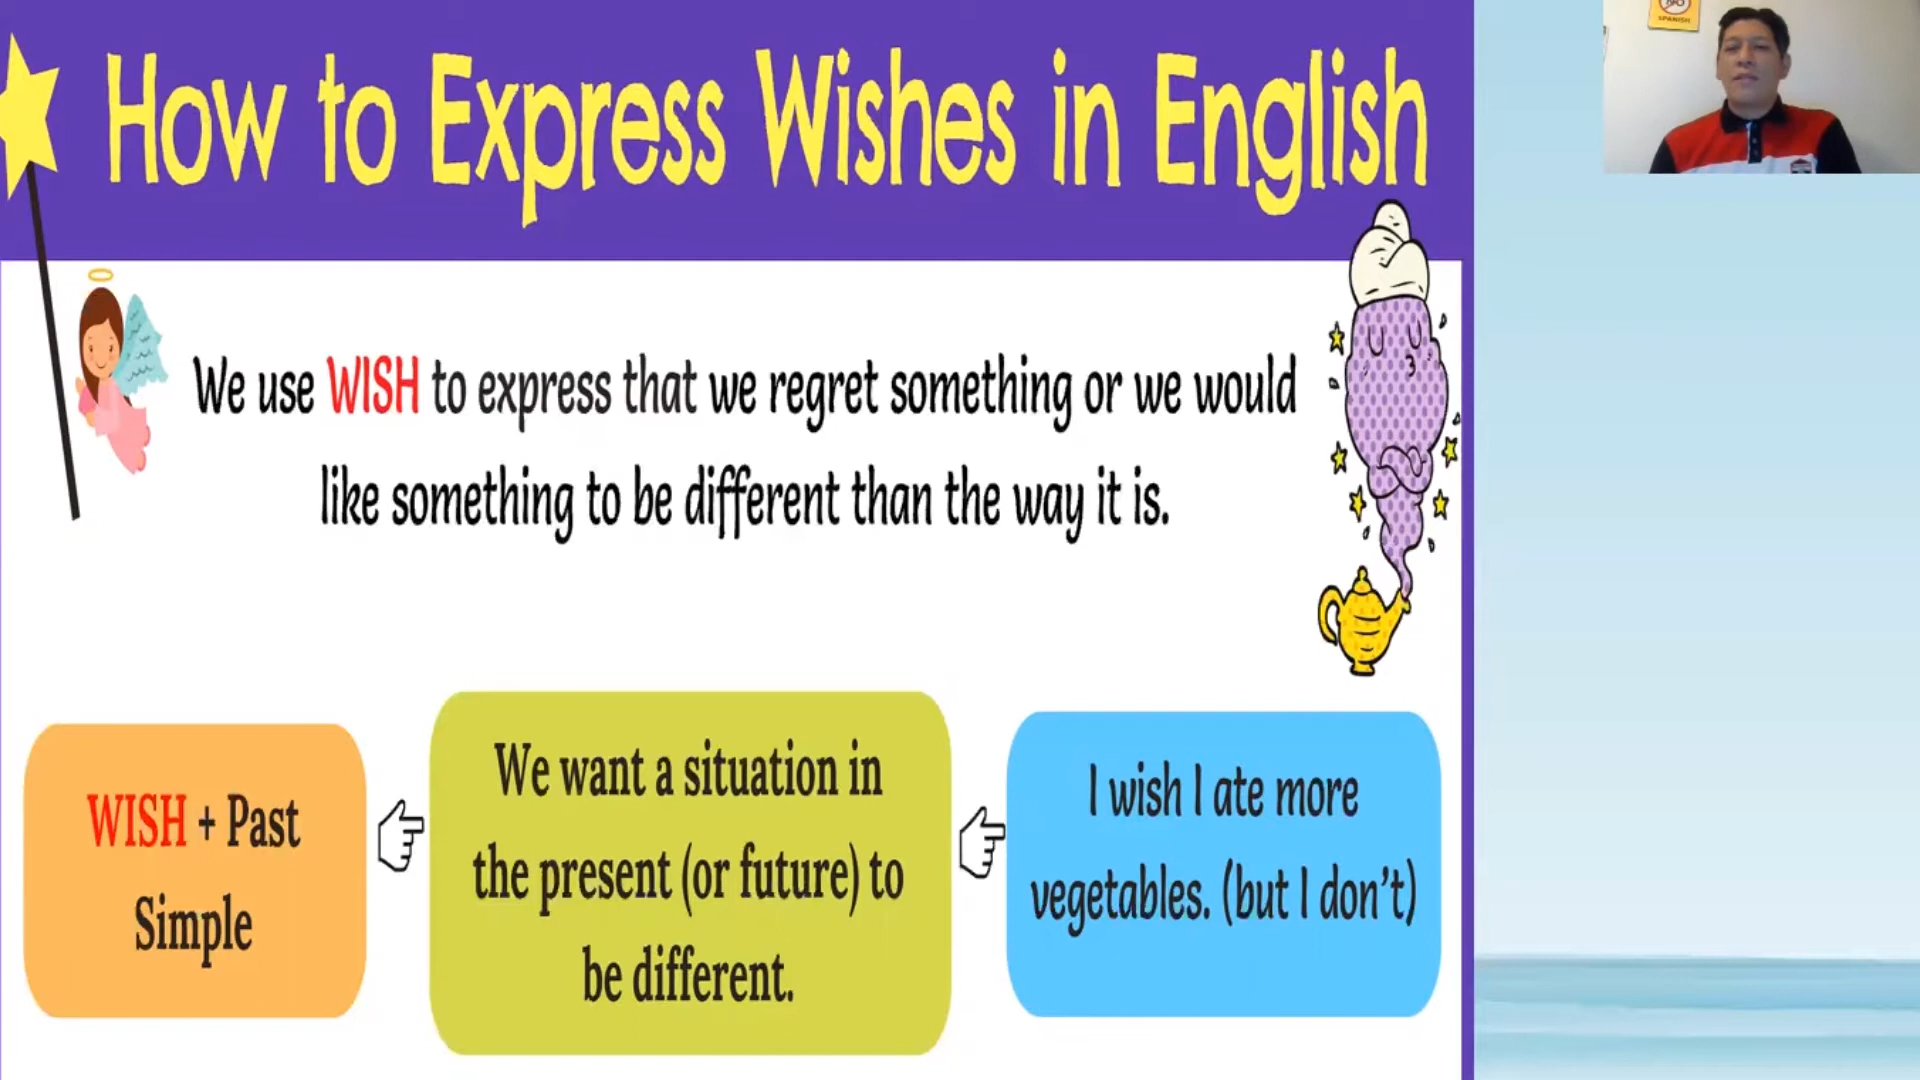 NO
SPANISH
How to Express Wishes in English
We use WISH to express that we regret something or we would
like something to be different than the way it is.
WISH + Past
Simple
We want a situation in
the present (or future) to
be different.
I wish I ate more
vegetables. (but I don't)